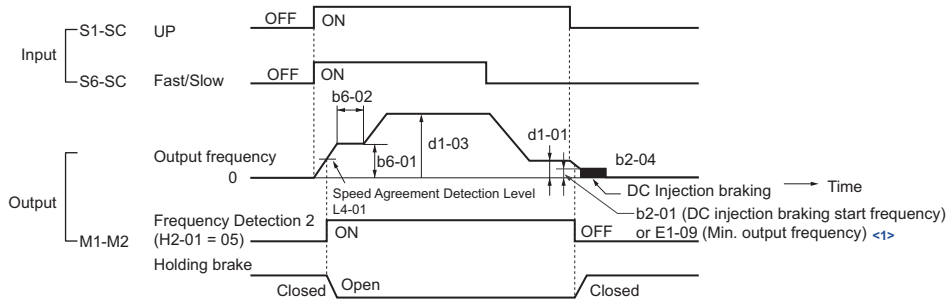 OFF ON
Input
S1-SC UP
S6-SC Fast/Slow OFF ON
b6-02
b6-01
d1-03
d1-01
b2-04
Output frequency
0
Speed Agreement Detection Level
L4-01
DC Injection braking
Time
b2-01 (DC injection braking start frequency)
or E1-09 (Min. output frequency) <1>
Output
M1-M2
Frequency Detection 2
(H2-01 = 05)
ON OFF
Holding brake
Closed Open Closed